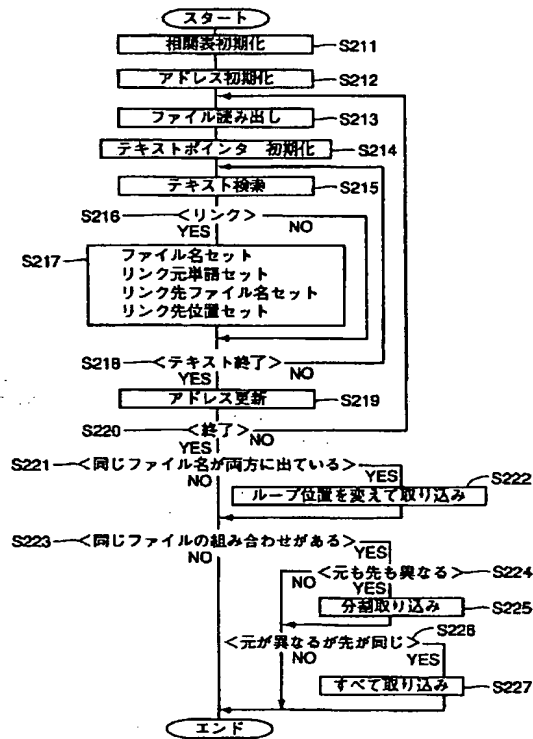 スタート
相関表初期化 S211
アドレス初期化 S212
ファイル読み出し S213
テキストポインタ 初期化 S214
テキスト検索 S215
S216 <リンク> NO
YES
S217 ファイル名セット
リンク元単語セット
リンク先ファイル名セット
リンク先位置セット
S218 <テキスト終了> NO
YES
アドレス更新 S219
S220 <終了> NO
YES
S221 <同じファイル名が両方に出ている> YES
NO
S222
ループ位置を変えて取り込み
S223 <同じファイルの組み合わせがある> YES
NO
NO <元も先も異なる> S224
YES
分割取り込み S225
S226
<元が異なるが先が同じ> YES
NO
すべて取り込み S227
エンド